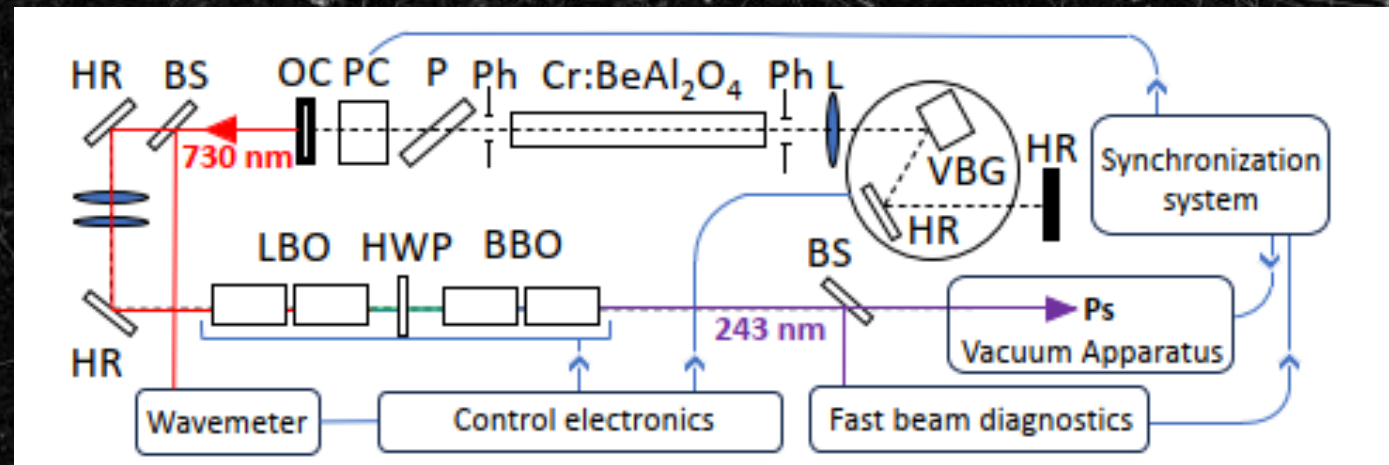 HR BS OC PC P Ph Cr:BeAl₂O₄ Ph L
730 nm
VBG
HR
HR
Synchronization
system
LBO HWP BBO
BS
HR
243 nm
Ps
Vacuum Apparatus
Wavemeter
Control electronics
Fast beam diagnostics